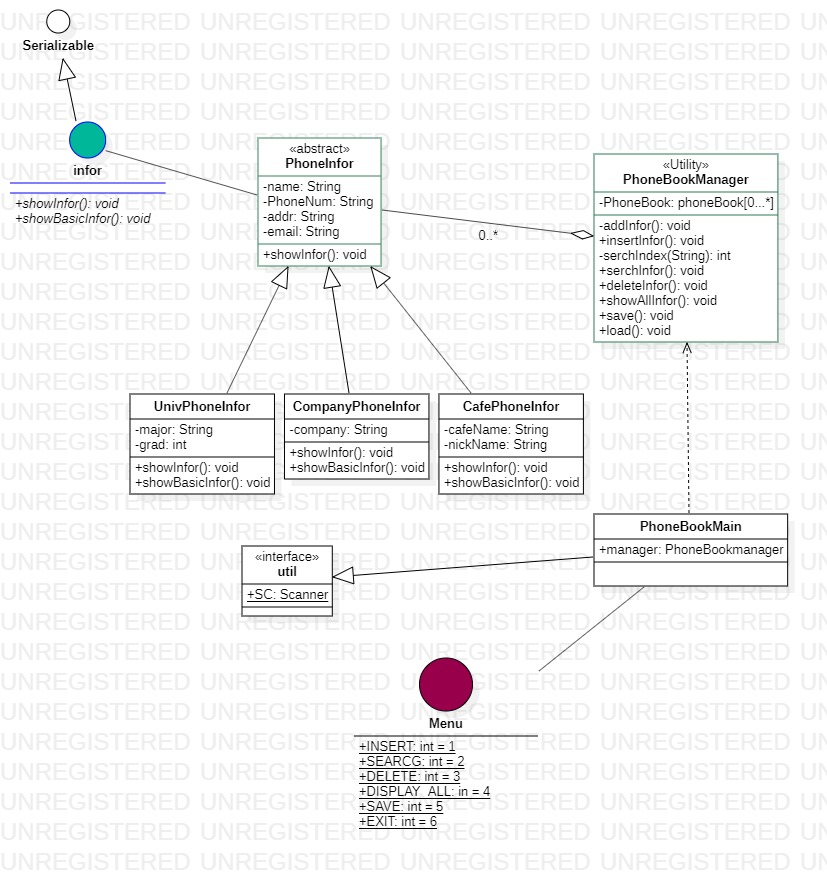 Serializable
infor
+showInfor(): void
+showBasicInfor(): void
«abstract»
PhoneInfor
-name: String
-PhoneNum: String
-addr: String
-email: String
+showInfor(): void
0..*
«Utility»
PhoneBookManager
-PhoneBook: phoneBook[0...*]
-addInfor(): void
+insertInfor(): void
-serchIndex(String): int
+serchInfor(): void
+deleteInfor(): void
+showAllInfor(): void
+save(): void
+load(): void
UnivPhoneInfor
-major: String
-grad: int
+showInfor(): void
+showBasicInfor(): void
CompanyPhoneInfor
-company: String
+showInfor(): void
+showBasicInfor(): void
CafePhoneInfor
-cafeName: String
-nickName: String
+showInfor(): void
+showBasicInfor(): void
«interface»
util
+SC: Scanner
PhoneBookMain
+manager: PhoneBookmanager
Menu
+INSERT: int = 1
+SEARCG: int = 2
+DELETE: int = 3
+DISPLAY_ALL: in = 4
+SAVE: int = 5
+EXIT: int = 6
UNREGISTERED